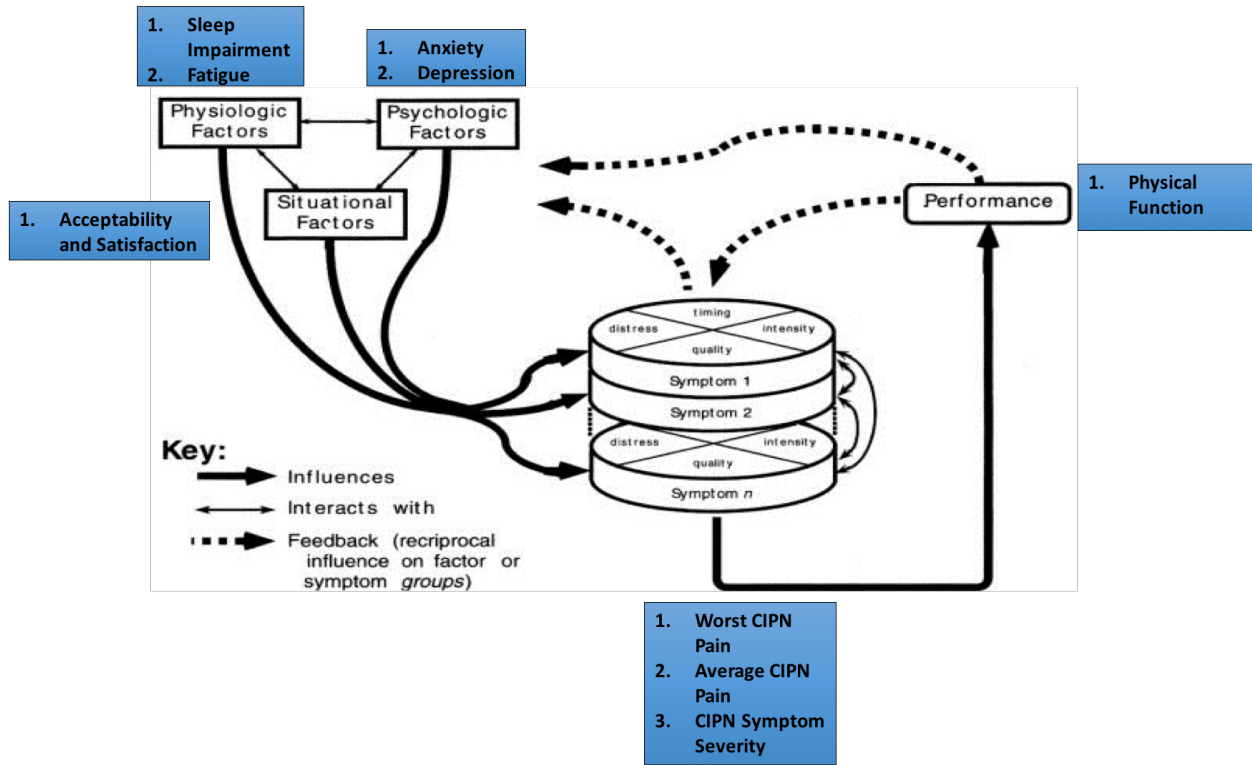 1. Sleep
Impairment
2. Fatigue
1. Anxiety
2. Depression
Physiologic
Factors
Psychologic
Factors
Situational
Factors
1. Acceptability
and Satisfaction
Performance
1. Physical
Function
timing
distress
intensity
quality
Symptom 1
Symptom 2
distress
intensity
quality
Symptom n
Key:
Influences
Interacts with
Feedback (recriprocal
influence on factor or
symptom groups)
1. Worst CIPN
Pain
2. Average CIPN
Pain
3. CIPN Symptom
Severity